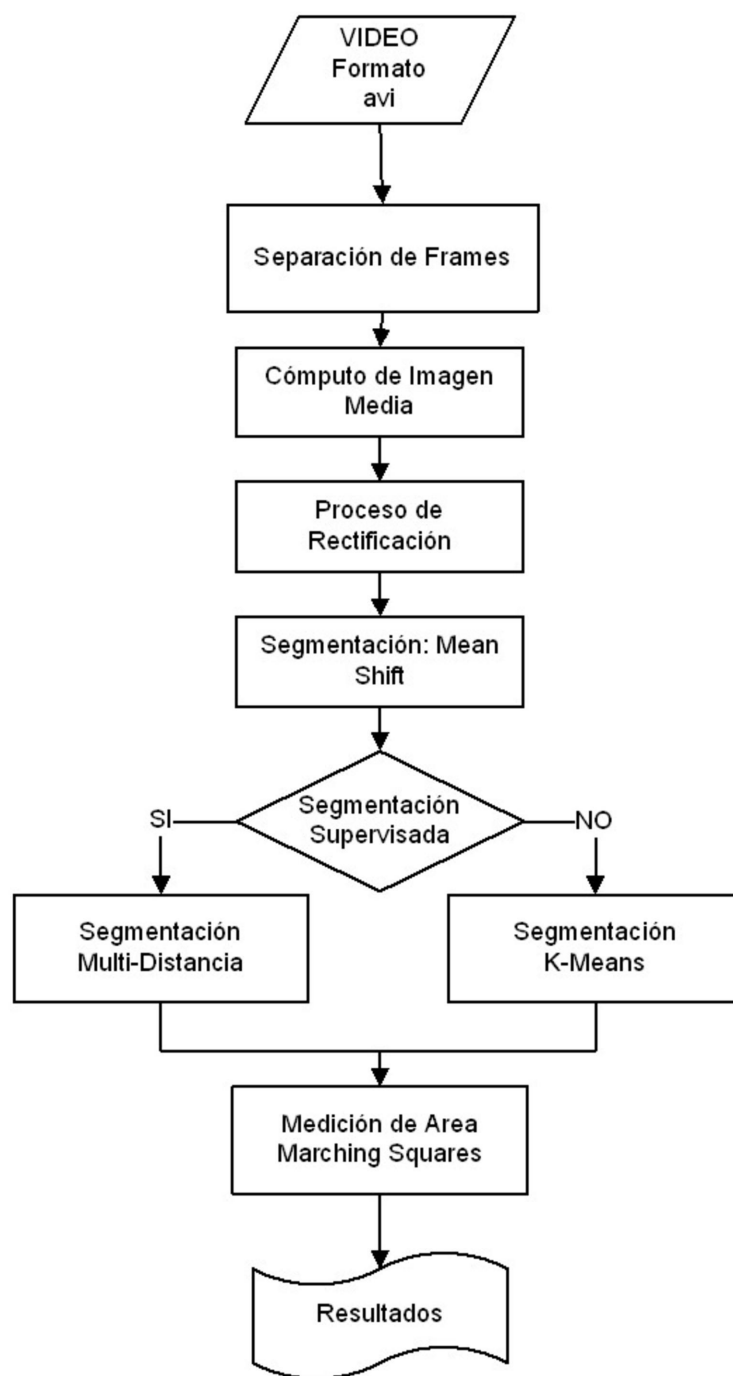 VIDEO
Formato
avi
Separación de Frames
Cómputo de Imagen
Media
Proceso de
Rectificación
Segmentación: Mean
Shift
Segmentación
Supervisada
SI
NO
Segmentación
Multi-Distancia
Segmentación
K-Means
Medición de Area
Marching Squares
Resultados